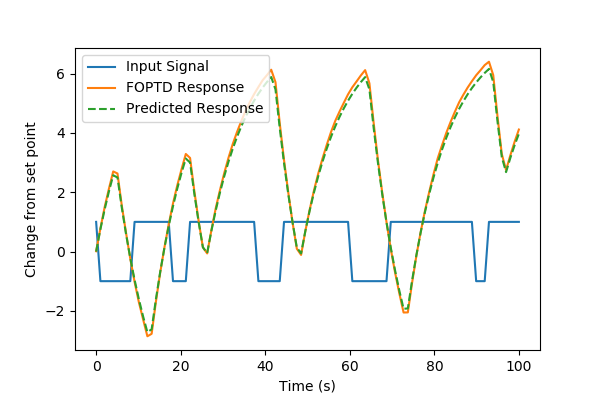 Input Signal
FOPTD Response
Predicted Response
Change from set point
6
4
2
0
−2
0 20 40 60 80 100
Time (s)